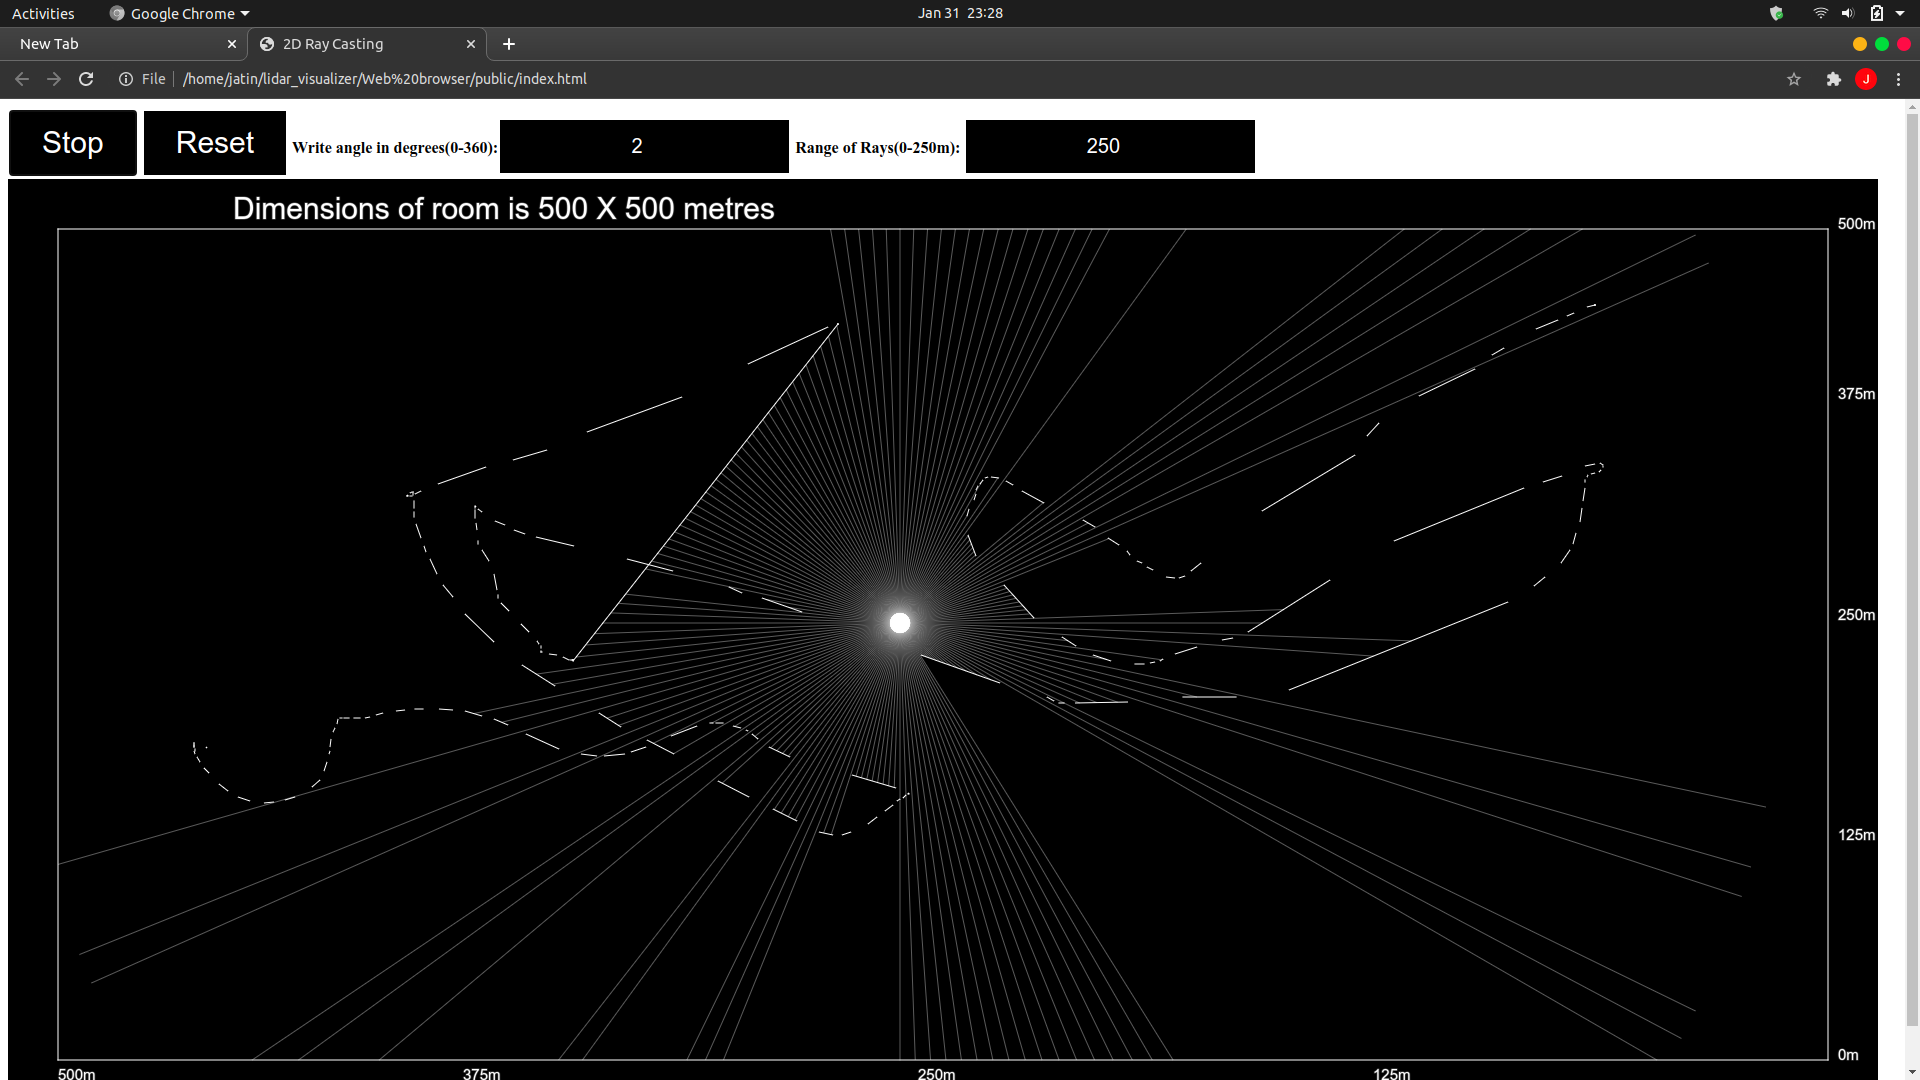 Activities Google Chrome Jan 31 23:28
New Tab 2D Ray Casting
File /home/jatin/lidar_visualizer/Web%20browser/public/index.html J
Stop Reset Write angle in degrees(0-360): 2 Range of Rays(0-250m): 250
Dimensions of room is 500 X 500 metres
500m
375m
250m
125m
0m
500m 375m 250m 125m